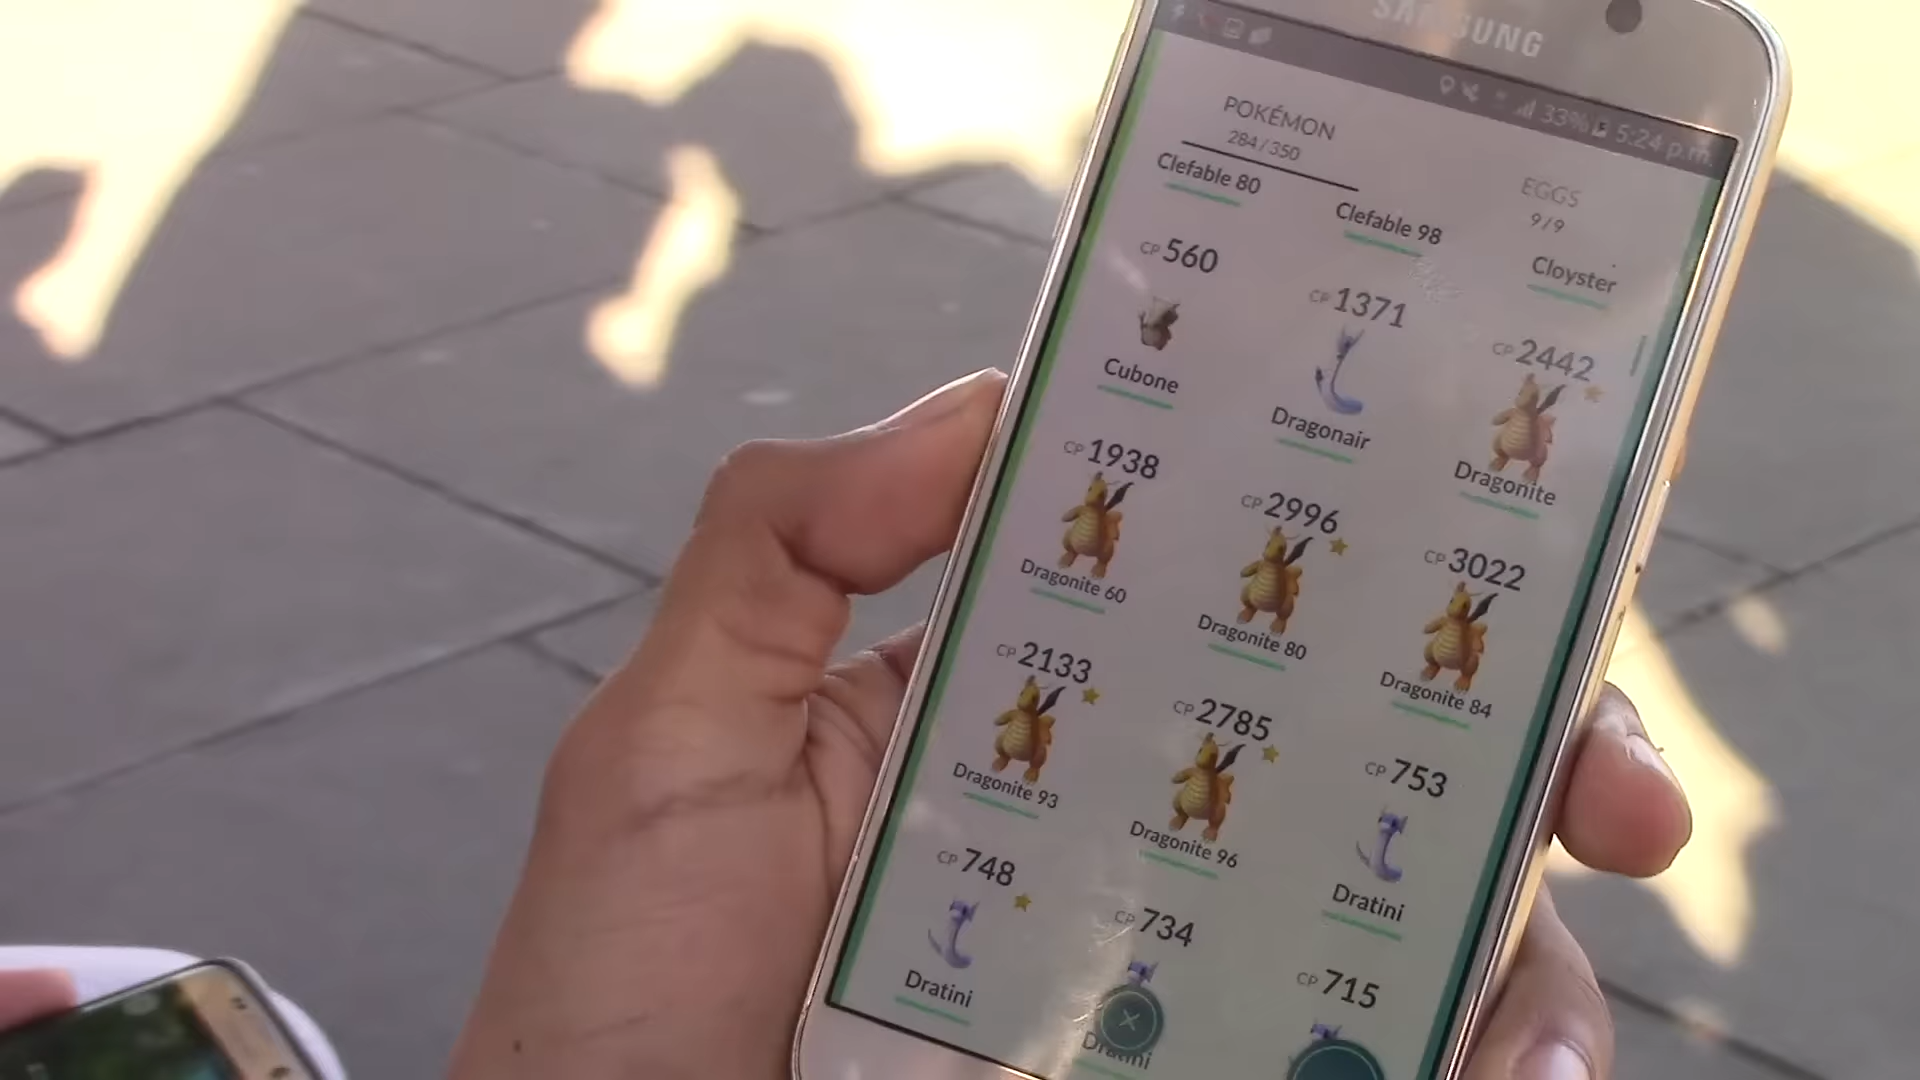 SAMSUNG
33% 5:24 p.m.
POKÉMON
284/350
EGGS
9/9
Clefable 80
Clefable 98
Cloyster
CP 560
CP 1371
CP 2442
Cubone
Dragonair
Dragonite
CP 1938
CP 2996
CP 3022
Dragonite 60
Dragonite 80
Dragonite 84
CP 2133
CP 2785
CP 753
Dragonite 93
Dragonite 96
Dratini
CP 748
CP 734
CP 715
Dratini
Dratini